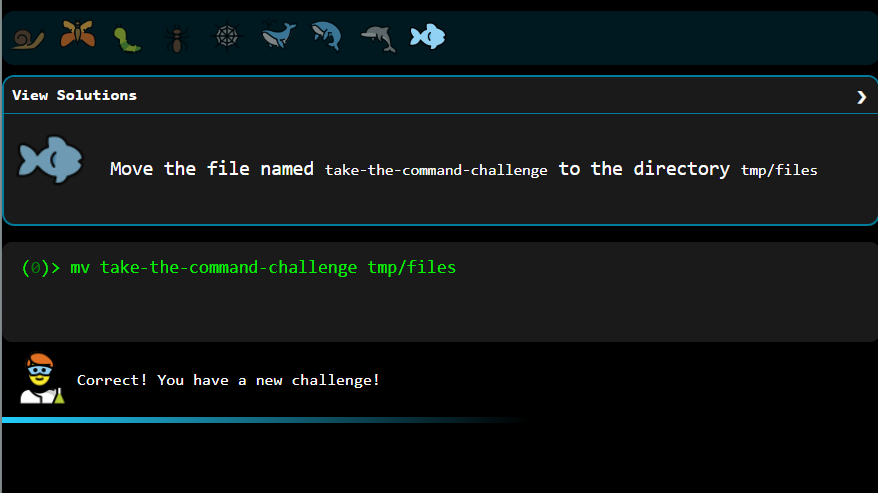 View Solutions ❯
Move the file named take-the-command-challenge to the directory tmp/files
(0)> mv take-the-command-challenge tmp/files
Correct! You have a new challenge!